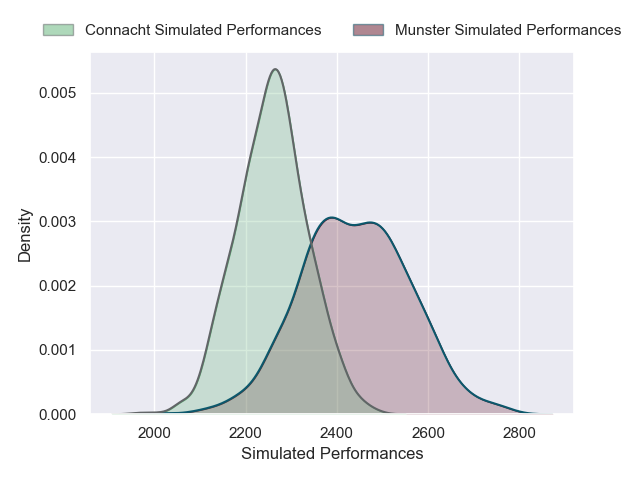 Connacht Simulated Performances
Munster Simulated Performances
Density
0.005
0.004
0.003
0.002
0.001
0.000
2000
2200
2400
2600
2800
Simulated Performances